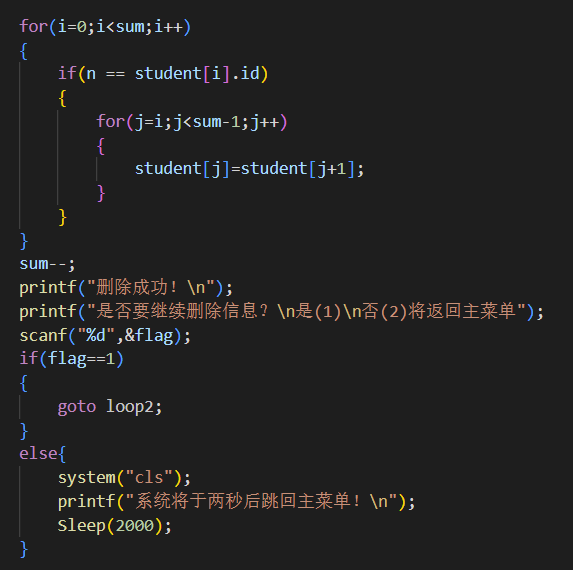 for(i=0;i<sum;i++)
{
    if(n == student[i].id)
    {
        for(j=i;j<sum-1;j++)
        {
            student[j]=student[j+1];
        }
    }
}
sum--;
printf("删除成功！\n");
printf("是否要继续删除信息？\n是(1)\n否(2)将返回主菜单");
scanf("%d",&flag);
if(flag==1)
{
    goto loop2;
}
else{
    system("cls");
    printf("系统将于两秒后跳回主菜单！\n");
    Sleep(2000);
}